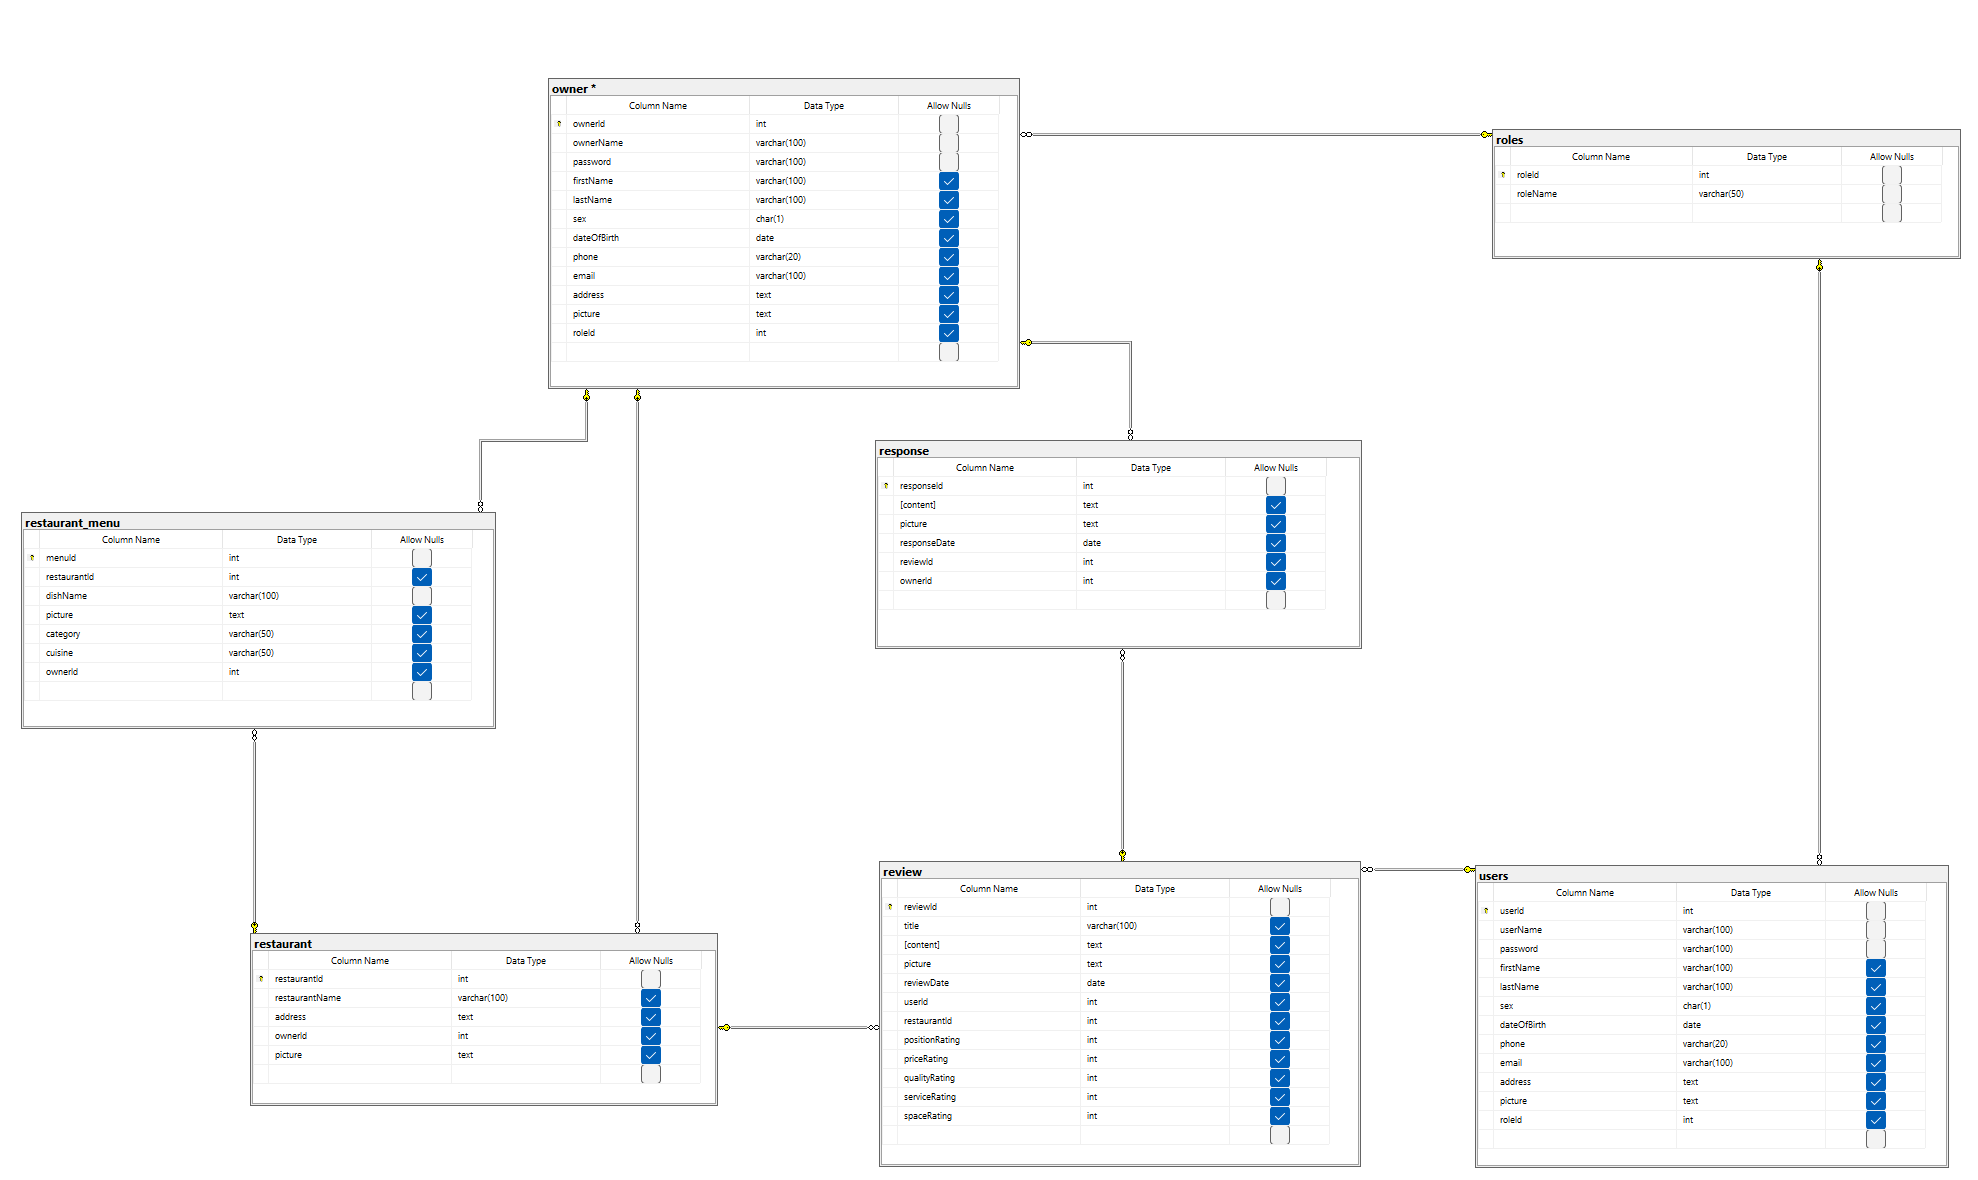 owner *
Column Name Data Type Allow Nulls
ownerId int
ownerName varchar(100)
password varchar(100)
firstName varchar(100)
lastName varchar(100)
sex char(1)
dateOfBirth date
phone varchar(20)
email varchar(100)
address text
picture text
roleId int
roles
Column Name Data Type Allow Nulls
roleId int
roleName varchar(50)
response
Column Name Data Type Allow Nulls
responseId int
[content] text
picture text
responseDate date
reviewId int
ownerId int
restaurant_menu
Column Name Data Type Allow Nulls
menuId int
restaurantId int
dishName varchar(100)
picture text
category varchar(50)
cuisine varchar(50)
ownerId int
restaurant
Column Name Data Type Allow Nulls
restaurantId int
restaurantName varchar(100)
address text
ownerId int
picture text
review
Column Name Data Type Allow Nulls
reviewId int
title varchar(100)
[content] text
picture text
reviewDate date
userId int
restaurantId int
positionRating int
priceRating int
qualityRating int
serviceRating int
spaceRating int
users
Column Name Data Type Allow Nulls
userId int
userName varchar(100)
password varchar(100)
firstName varchar(100)
lastName varchar(100)
sex char(1)
dateOfBirth date
phone varchar(20)
email varchar(100)
address text
picture text
roleId int